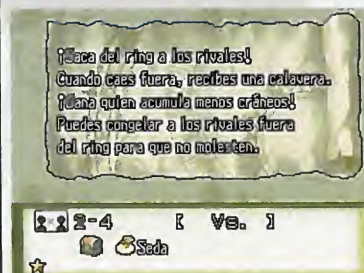 ¡Saca del ring a los rivales!
Cuando caes fuera, recibes una calavera.
¡Gana quien acumula menos cráneos!
Puedes congelar a los rivales fuera
del ring para que no molesten.
2-4 [ Vs. ]
Seda